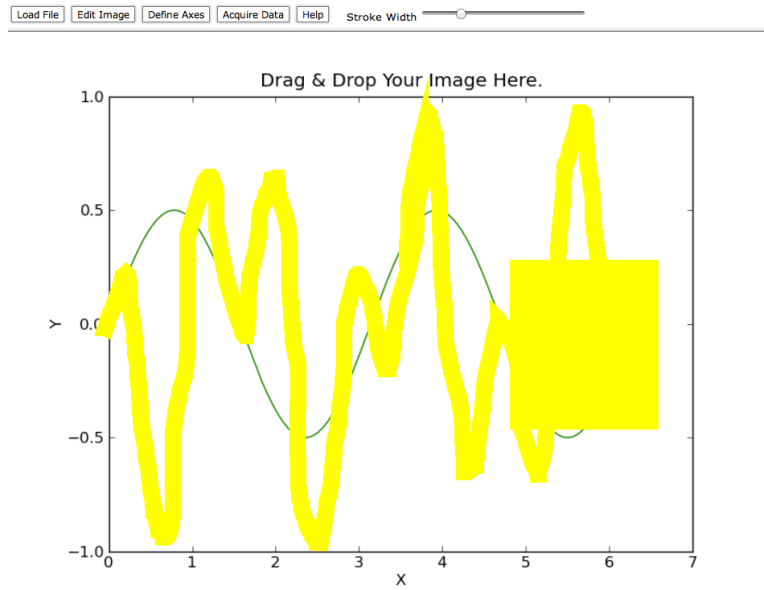 Load File Edit Image Define Axes Acquire Data Help Stroke Width
Drag & Drop Your Image Here.
1.0
0.5
0.0
−0.5
−1.0
Y
0 1 2 3 4 5 6 7
X